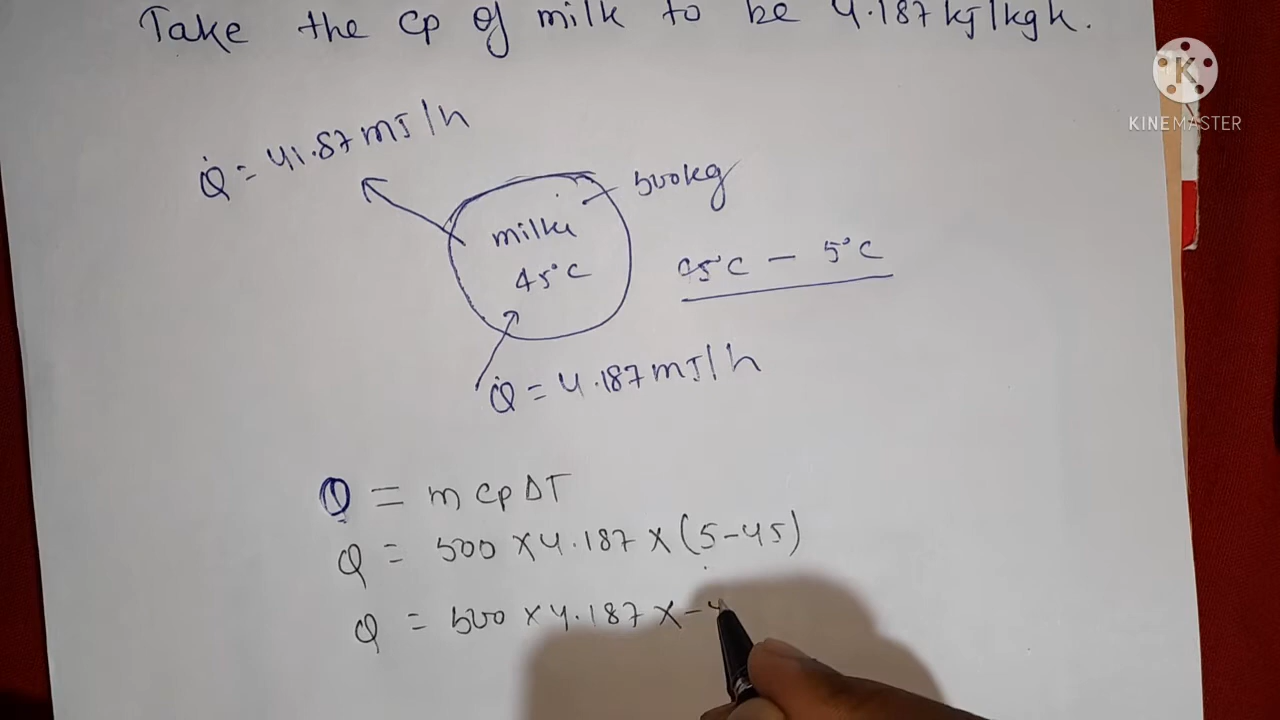 Take the Cp of milk to be 4.187 kJ/kgk.
K
KINEMASTER
Q̇ = 41.87 mJ/h
500kg
milk
45°C
45°C - 5°C
Q̇ = 4.187 mJ/h
Q = m Cp ΔT
Q = 500 × 4.187 × (5-45)
Q = 500 × 4.187 × -4